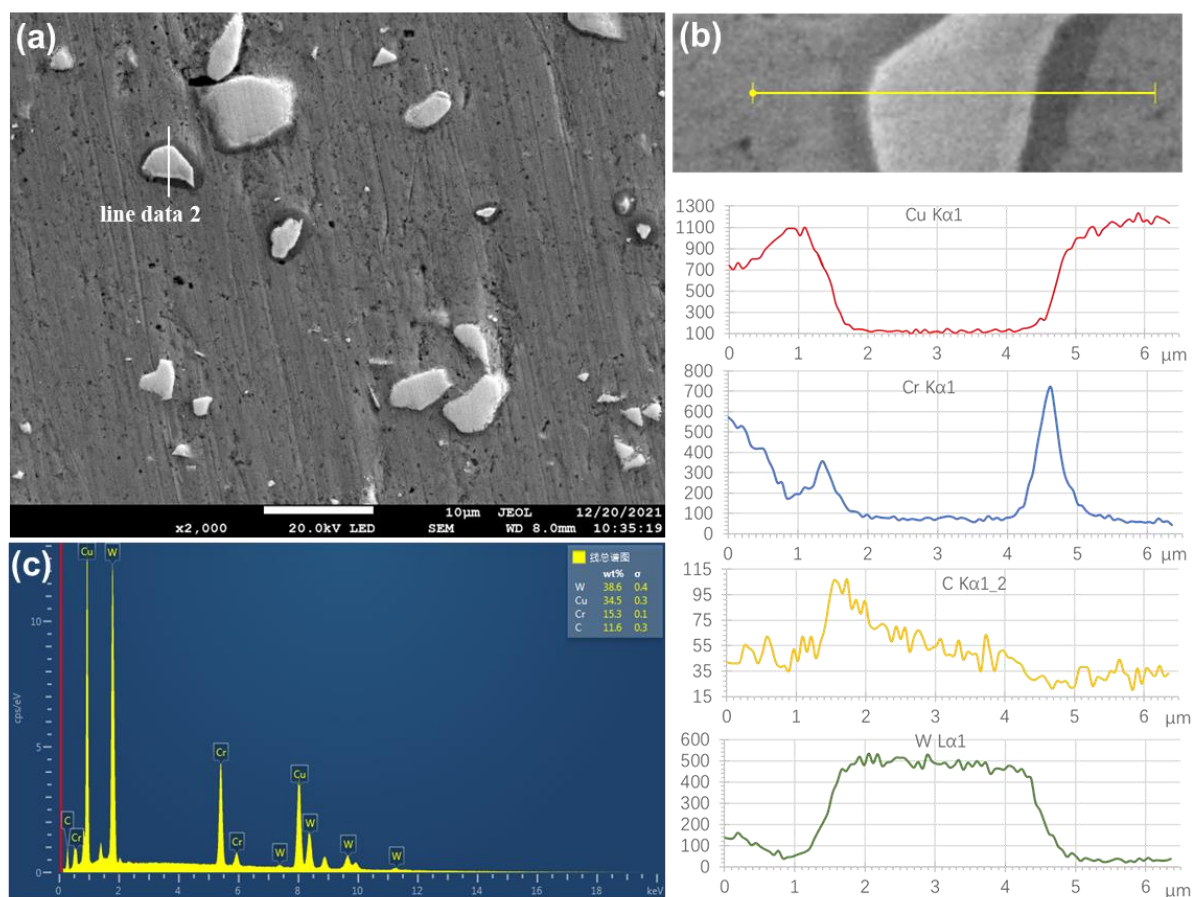 (a)
line data 2
10μm JEOL 12/20/2021
x2,000 20.0kV LED SEM WD 8.0mm 10:35:19
(b)
Cu Kα1
1300
1100
900
700
500
300
100
0 1 2 3 4 5 6 μm
Cr Kα1
800
700
600
500
400
300
200
100
0
0 1 2 3 4 5 6 μm
C Kα1_2
115
95
75
55
35
15
0 1 2 3 4 5 6 μm
W Lα1
600
500
400
300
200
100
0
0 1 2 3 4 5 6 μm
(c)
Cu W
线总谱图
wt% σ
W 38.6 0.4
Cu 34.5 0.3
Cr 15.3 0.1
C 11.6 0.3
10
cps/eV
5
0
C Cr Cr Cr W Cu W W W
0 2 4 6 8 10 12 14 16 18 keV